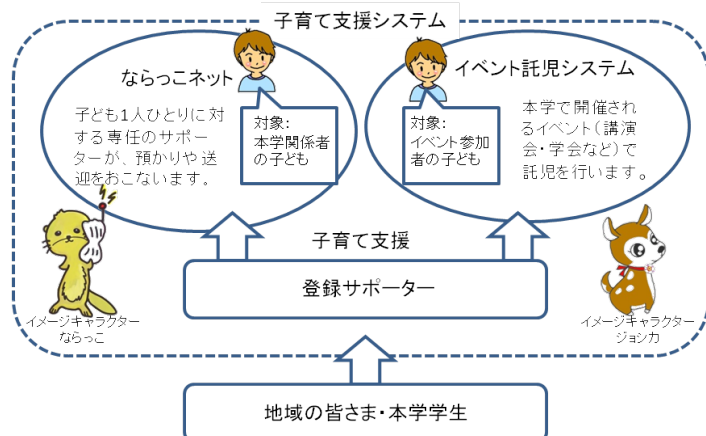 子育て支援システム
ならっこネット
子ども1人ひとりに対
する専任のサポー
ターが、預かりや送
迎をおこないます。
対象:
本学関係者
の子ども
イベント託児システム
対象:
イベント参加
者の子ども
本学で開催され
るイベント(講演
会・学会など)で
託児を行います。
子育て支援
登録サポーター
イメージキャラクター
ならっこ
イメージキャラクター
ジョシカ
地域の皆さま・本学学生